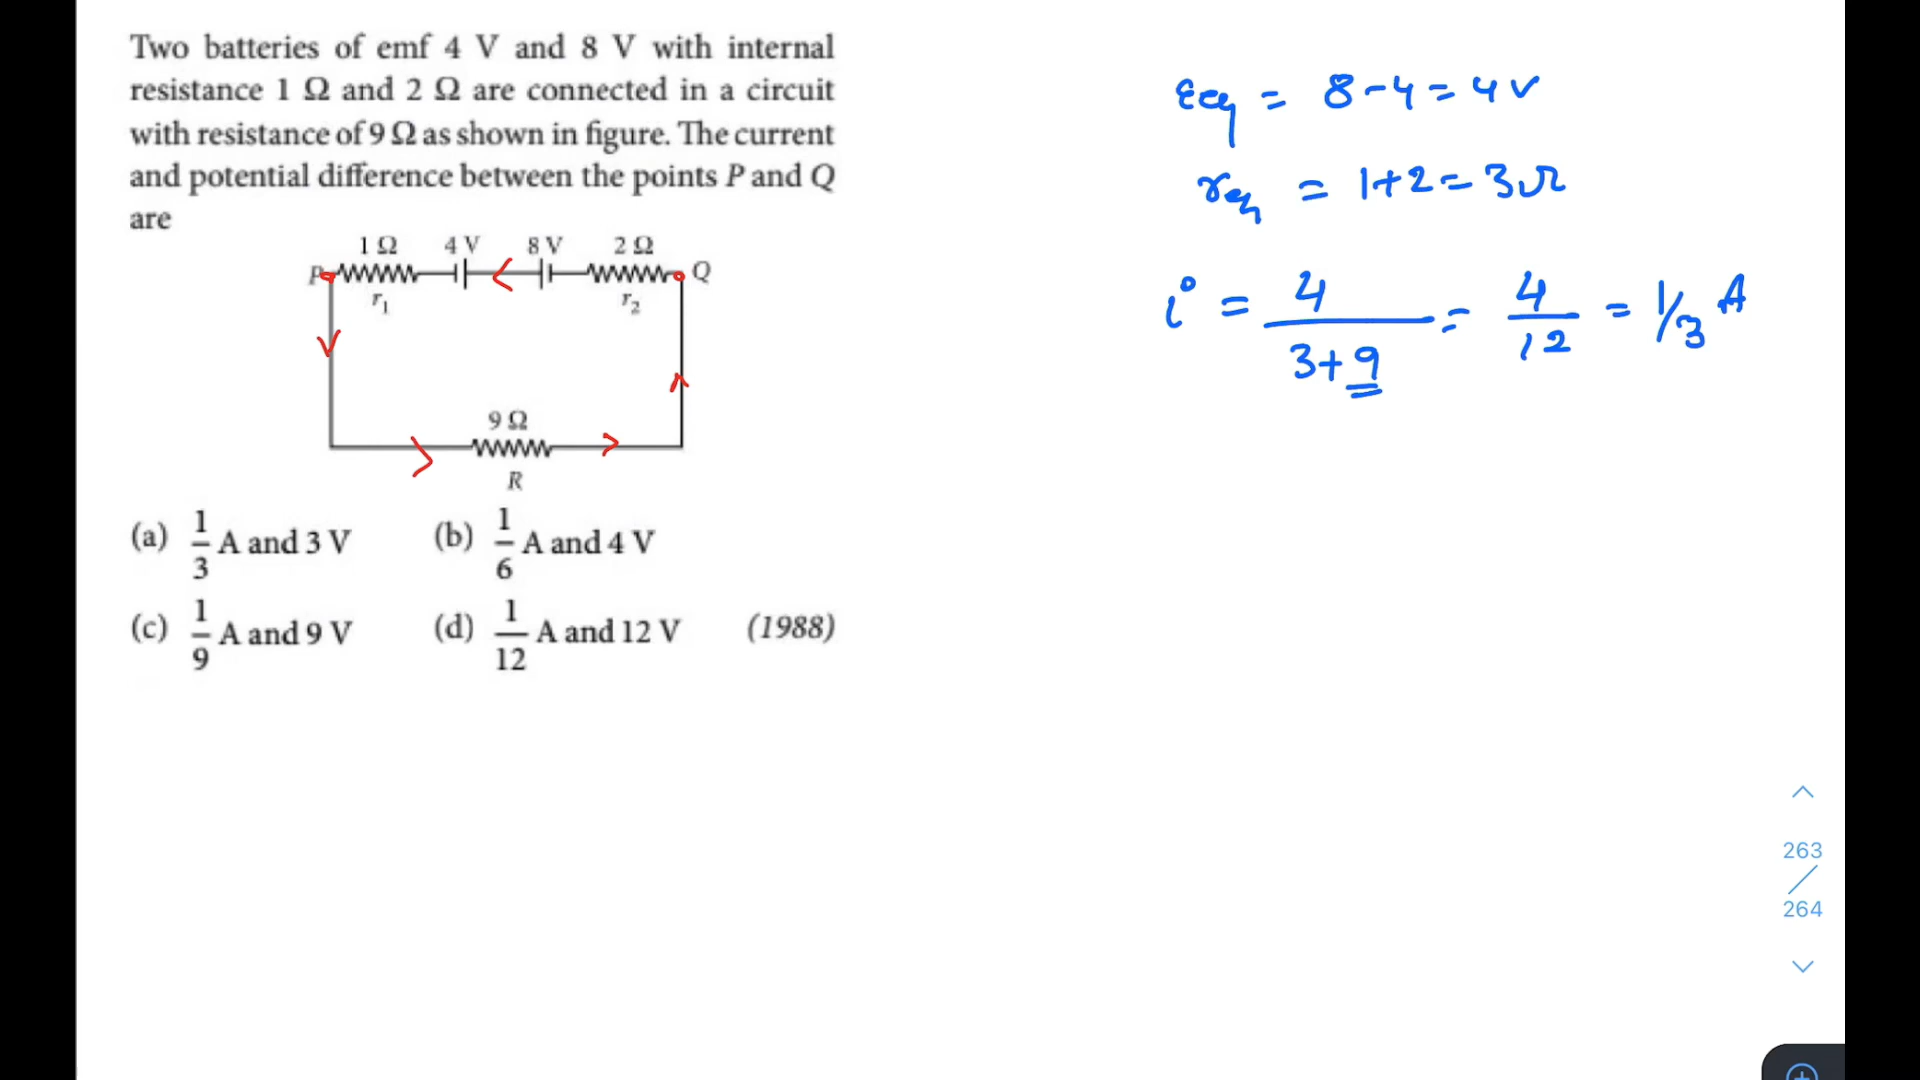 Two batteries of emf 4 V and 8 V with internal
resistance 1 Ω and 2 Ω are connected in a circuit
with resistance of 9 Ω as shown in figure. The current
and potential difference between the points P and Q
are
1 Ω 4 V 8 V 2 Ω
P Q
r₁ r₂
9 Ω
R
(a) 1/3 A and 3 V (b) 1/6 A and 4 V
(c) 1/9 A and 9 V (d) 1/12 A and 12 V (1988)
εeq = 8-4 = 4V
req = 1+2 = 3Ω
i = 4/(3+9) = 4/12 = 1/3 A
263
/
264